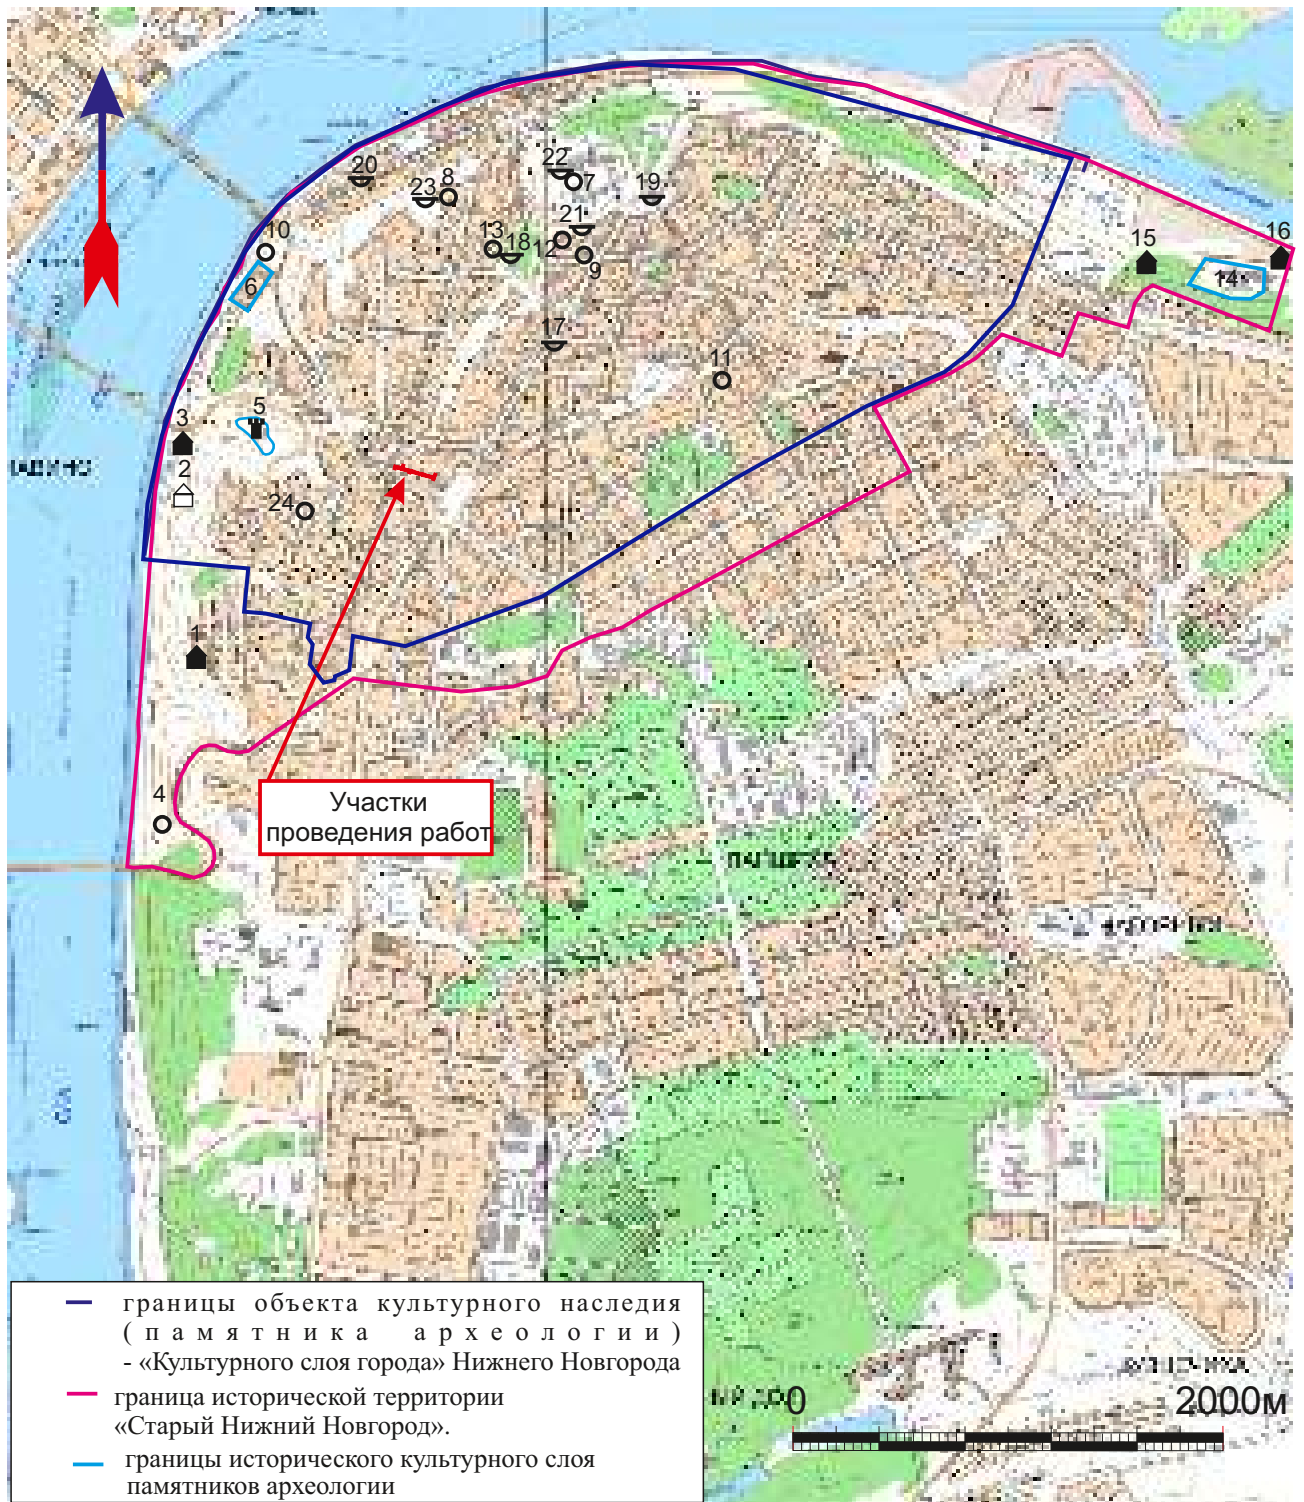 20
23
8
22
7
19
21
13
18
12
9
10
6
17
11
15
14
16
3
5
2
24
1
4
Участки
проведения работ
границы объекта культурного наследия
(памятника археологии)
- «Культурного слоя города» Нижнего Новгорода
граница исторической территории
«Старый Нижний Новгород».
границы исторического культурного слоя
памятников археологии
0
2000м